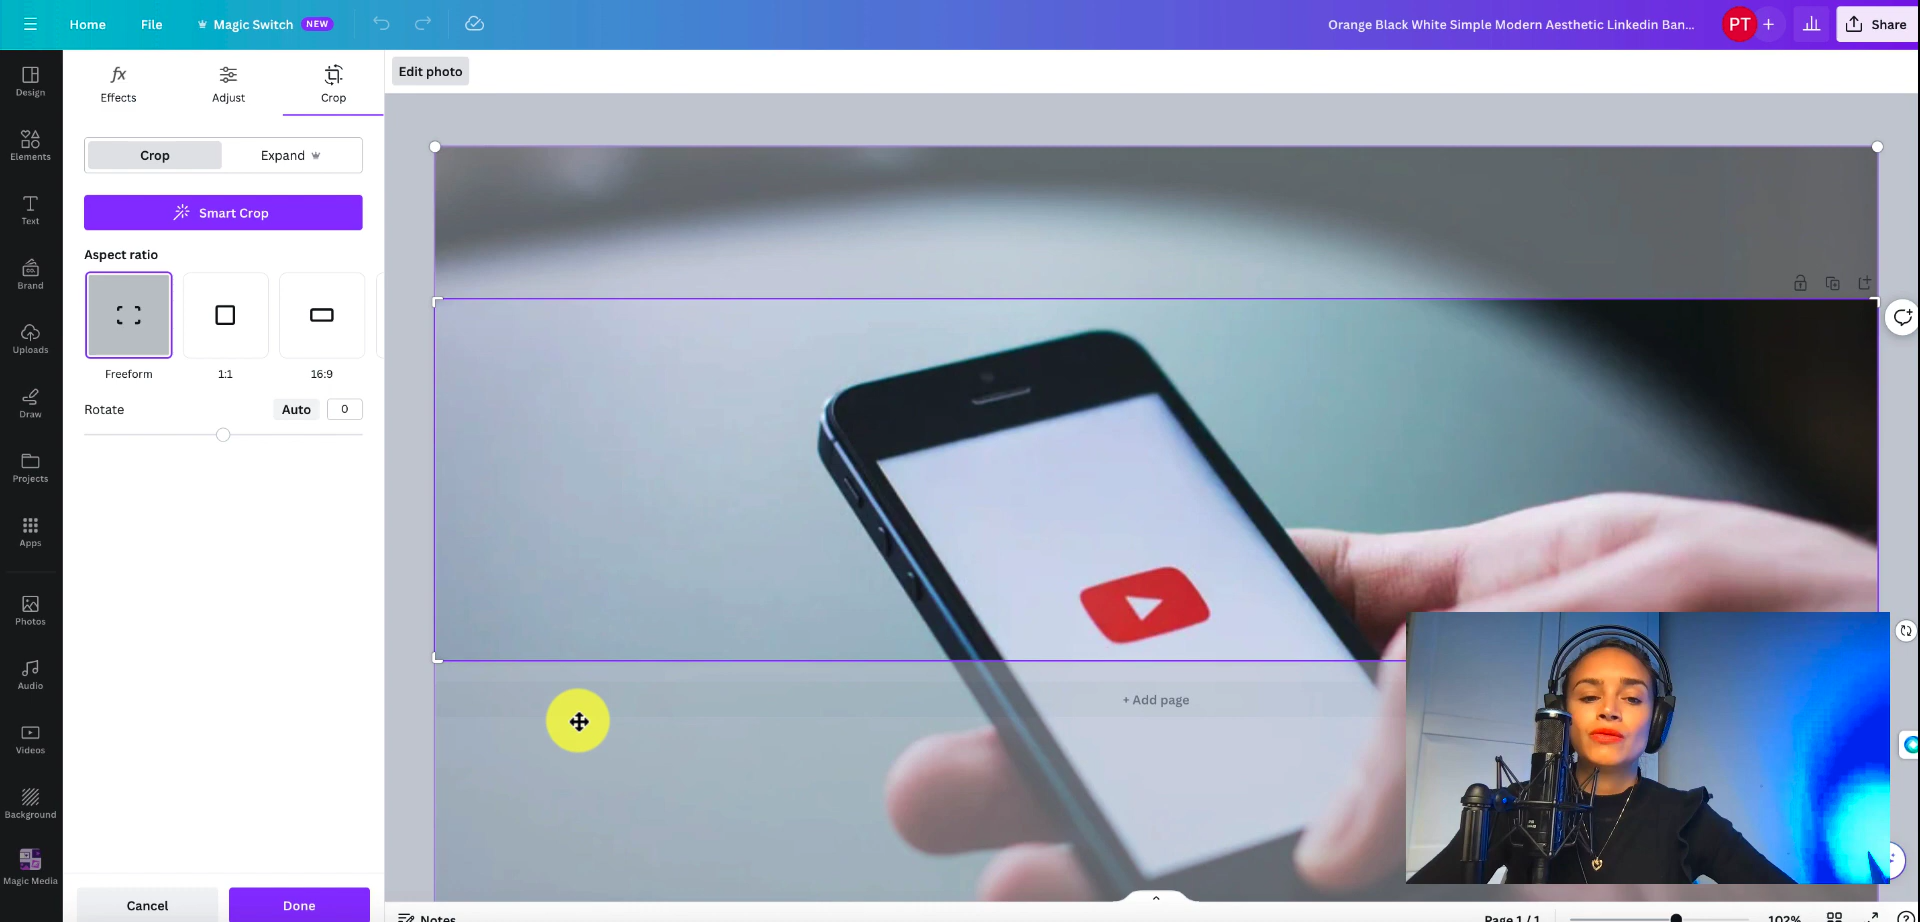 Home
File
Magic Switch
NEW
Orange Black White Simple Modern Aesthetic Linkedin Ban...
PT
+
Share
Design
Elements
Text
Brand
Uploads
Draw
Projects
Apps
Photos
Audio
Videos
Background
Magic Media
fx
Effects
Adjust
Crop
Crop
Expand
Smart Crop
Aspect ratio
Freeform
1:1
16:9
Rotate
Auto
0
Cancel
Done
Edit photo
+ Add page
Notes
Page 1 / 1
102%